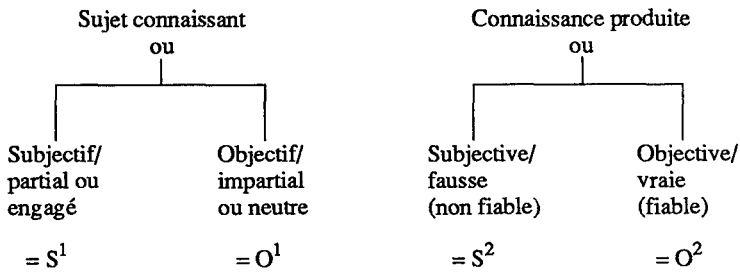 Sujet connaissant
ou
Subjectif/
partial ou
engagé
= S¹
Objectif/
impartial
ou neutre
= O¹
Connaissance produite
ou
Subjective/
fausse
(non fiable)
= S²
Objective/
vraie
(fiable)
= O²